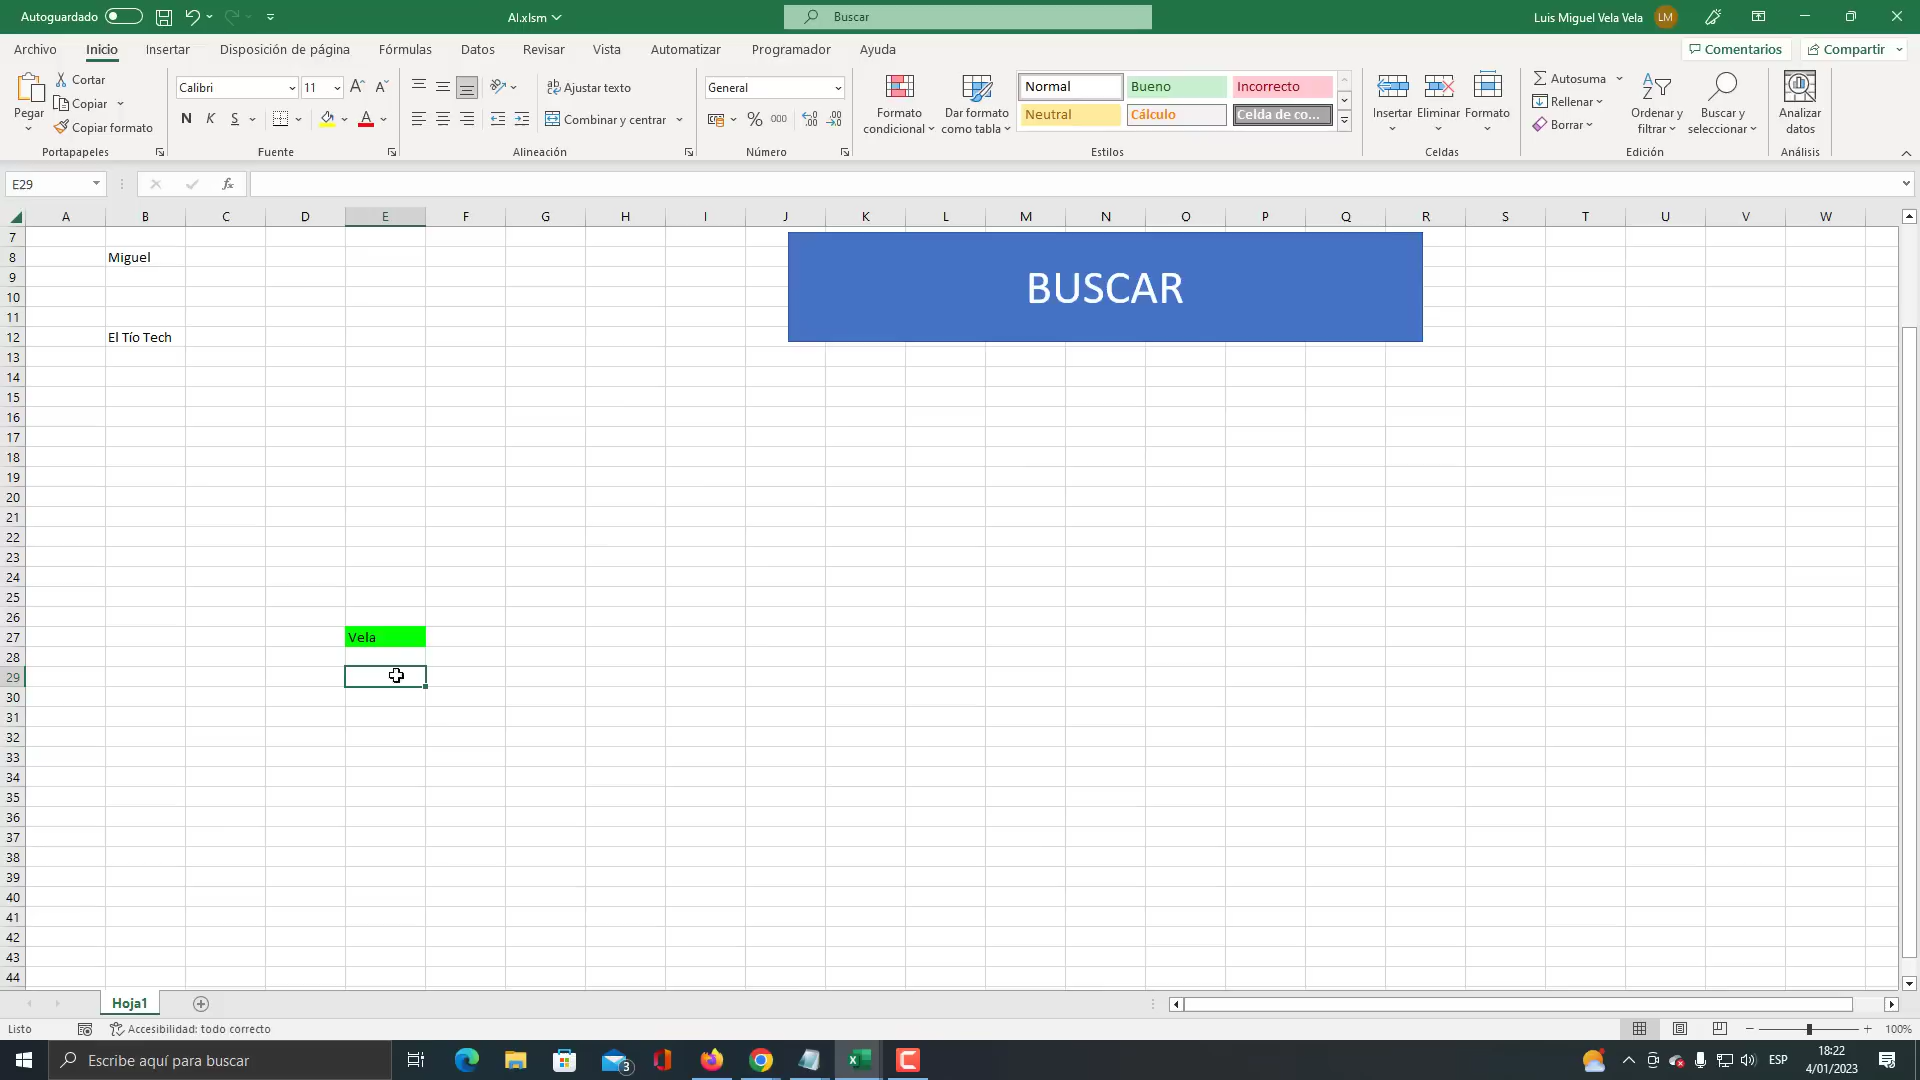 Autoguardado
AI.xlsm
Buscar
Luis Miguel Vela Vela
LM
Archivo
Inicio
Insertar
Disposición de página
Fórmulas
Datos
Revisar
Vista
Automatizar
Programador
Ayuda
Comentarios
Compartir
Pegar
Cortar
Copiar
Copiar formato
Portapapeles
Calibri
11
N K S
Fuente
Ajustar texto
Combinar y centrar
Alineación
General
% 000
Número
Formato condicional
Dar formato como tabla
Normal
Bueno
Incorrecto
Neutral
Cálculo
Celda de co...
Estilos
Insertar
Eliminar
Formato
Celdas
Autosuma
Rellenar
Borrar
Ordenar y filtrar
Buscar y seleccionar
Edición
Analizar datos
Análisis
E29
fx
A B C D E F G H I J K L M N O P Q R S T U V W
7
8 Miguel
9
10
11
12 El Tío Tech
13
14
15
16
17
18
19
20
21
22
23
24
25
26
27 Vela
28
29
30
31
32
33
34
35
36
37
38
39
40
41
42
43
44
BUSCAR
Hoja1
Listo
Accesibilidad: todo correcto
100%
Escribe aquí para buscar
3
ESP
18:22
4/01/2023